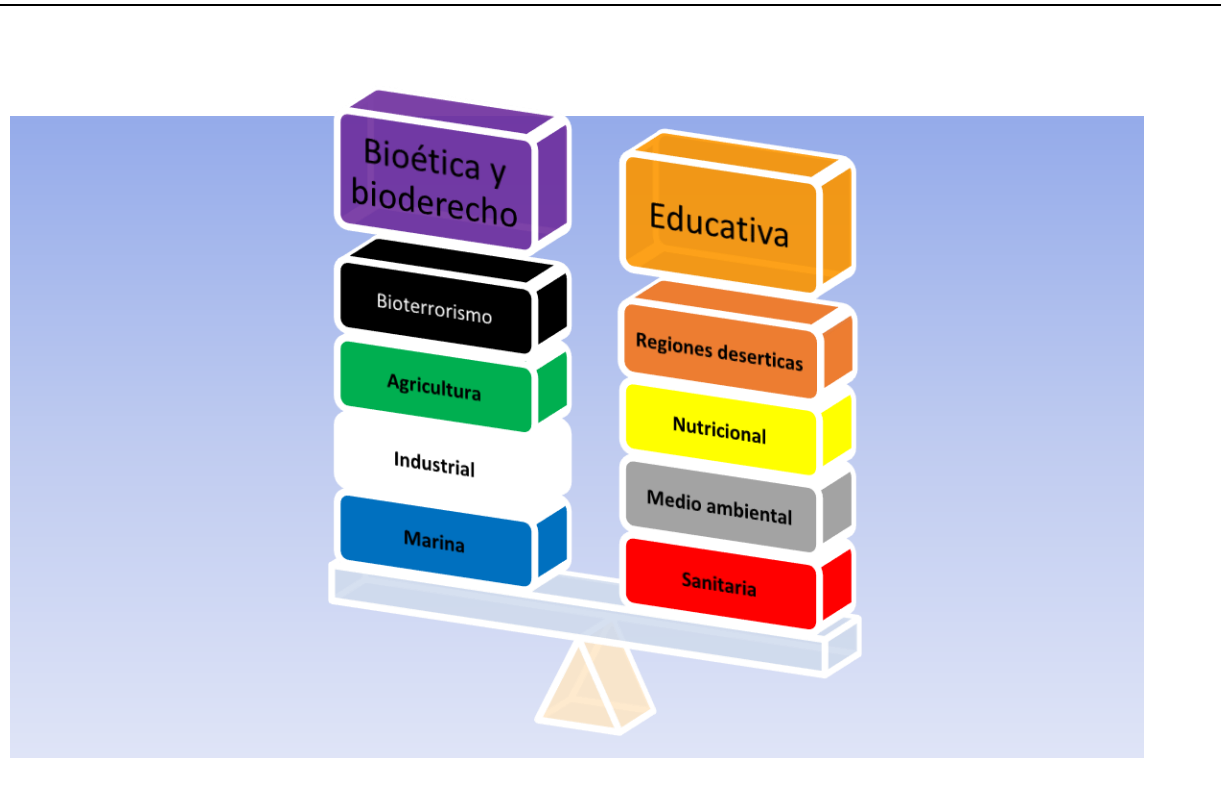 Bioética y
bioderecho
Bioterrorismo
Agricultura
Industrial
Marina
Educativa
Regiones deserticas
Nutricional
Medio ambiental
Sanitaria